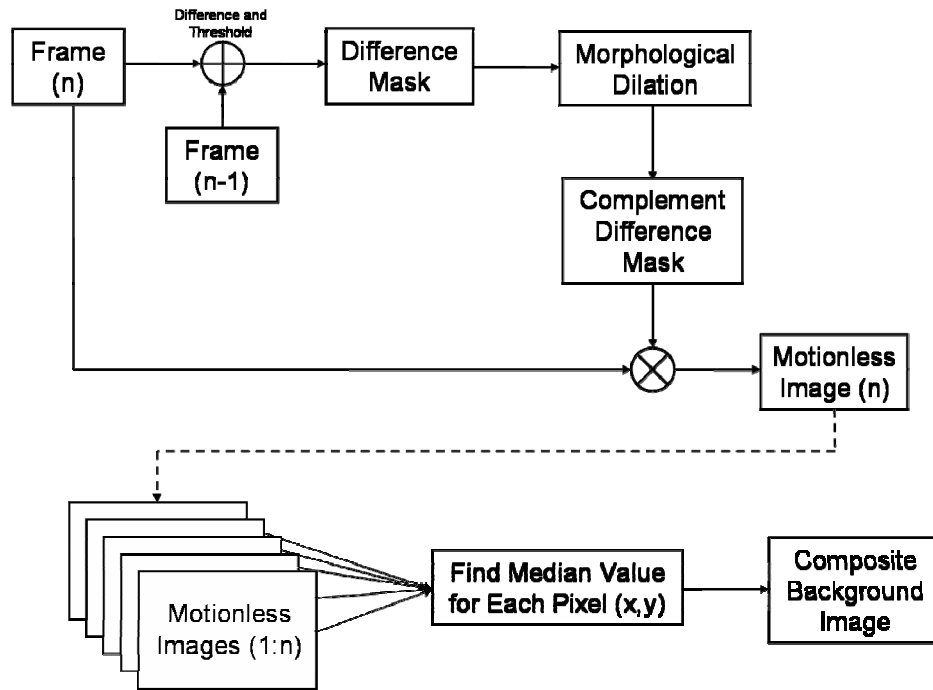 Difference and
Threshold
Frame
(n)
Difference
Mask
Morphological
Dilation
Frame
(n-1)
Complement
Difference
Mask
Motionless
Image (n)
Motionless
Images (1:n)
Find Median Value
for Each Pixel (x,y)
Composite
Background
Image